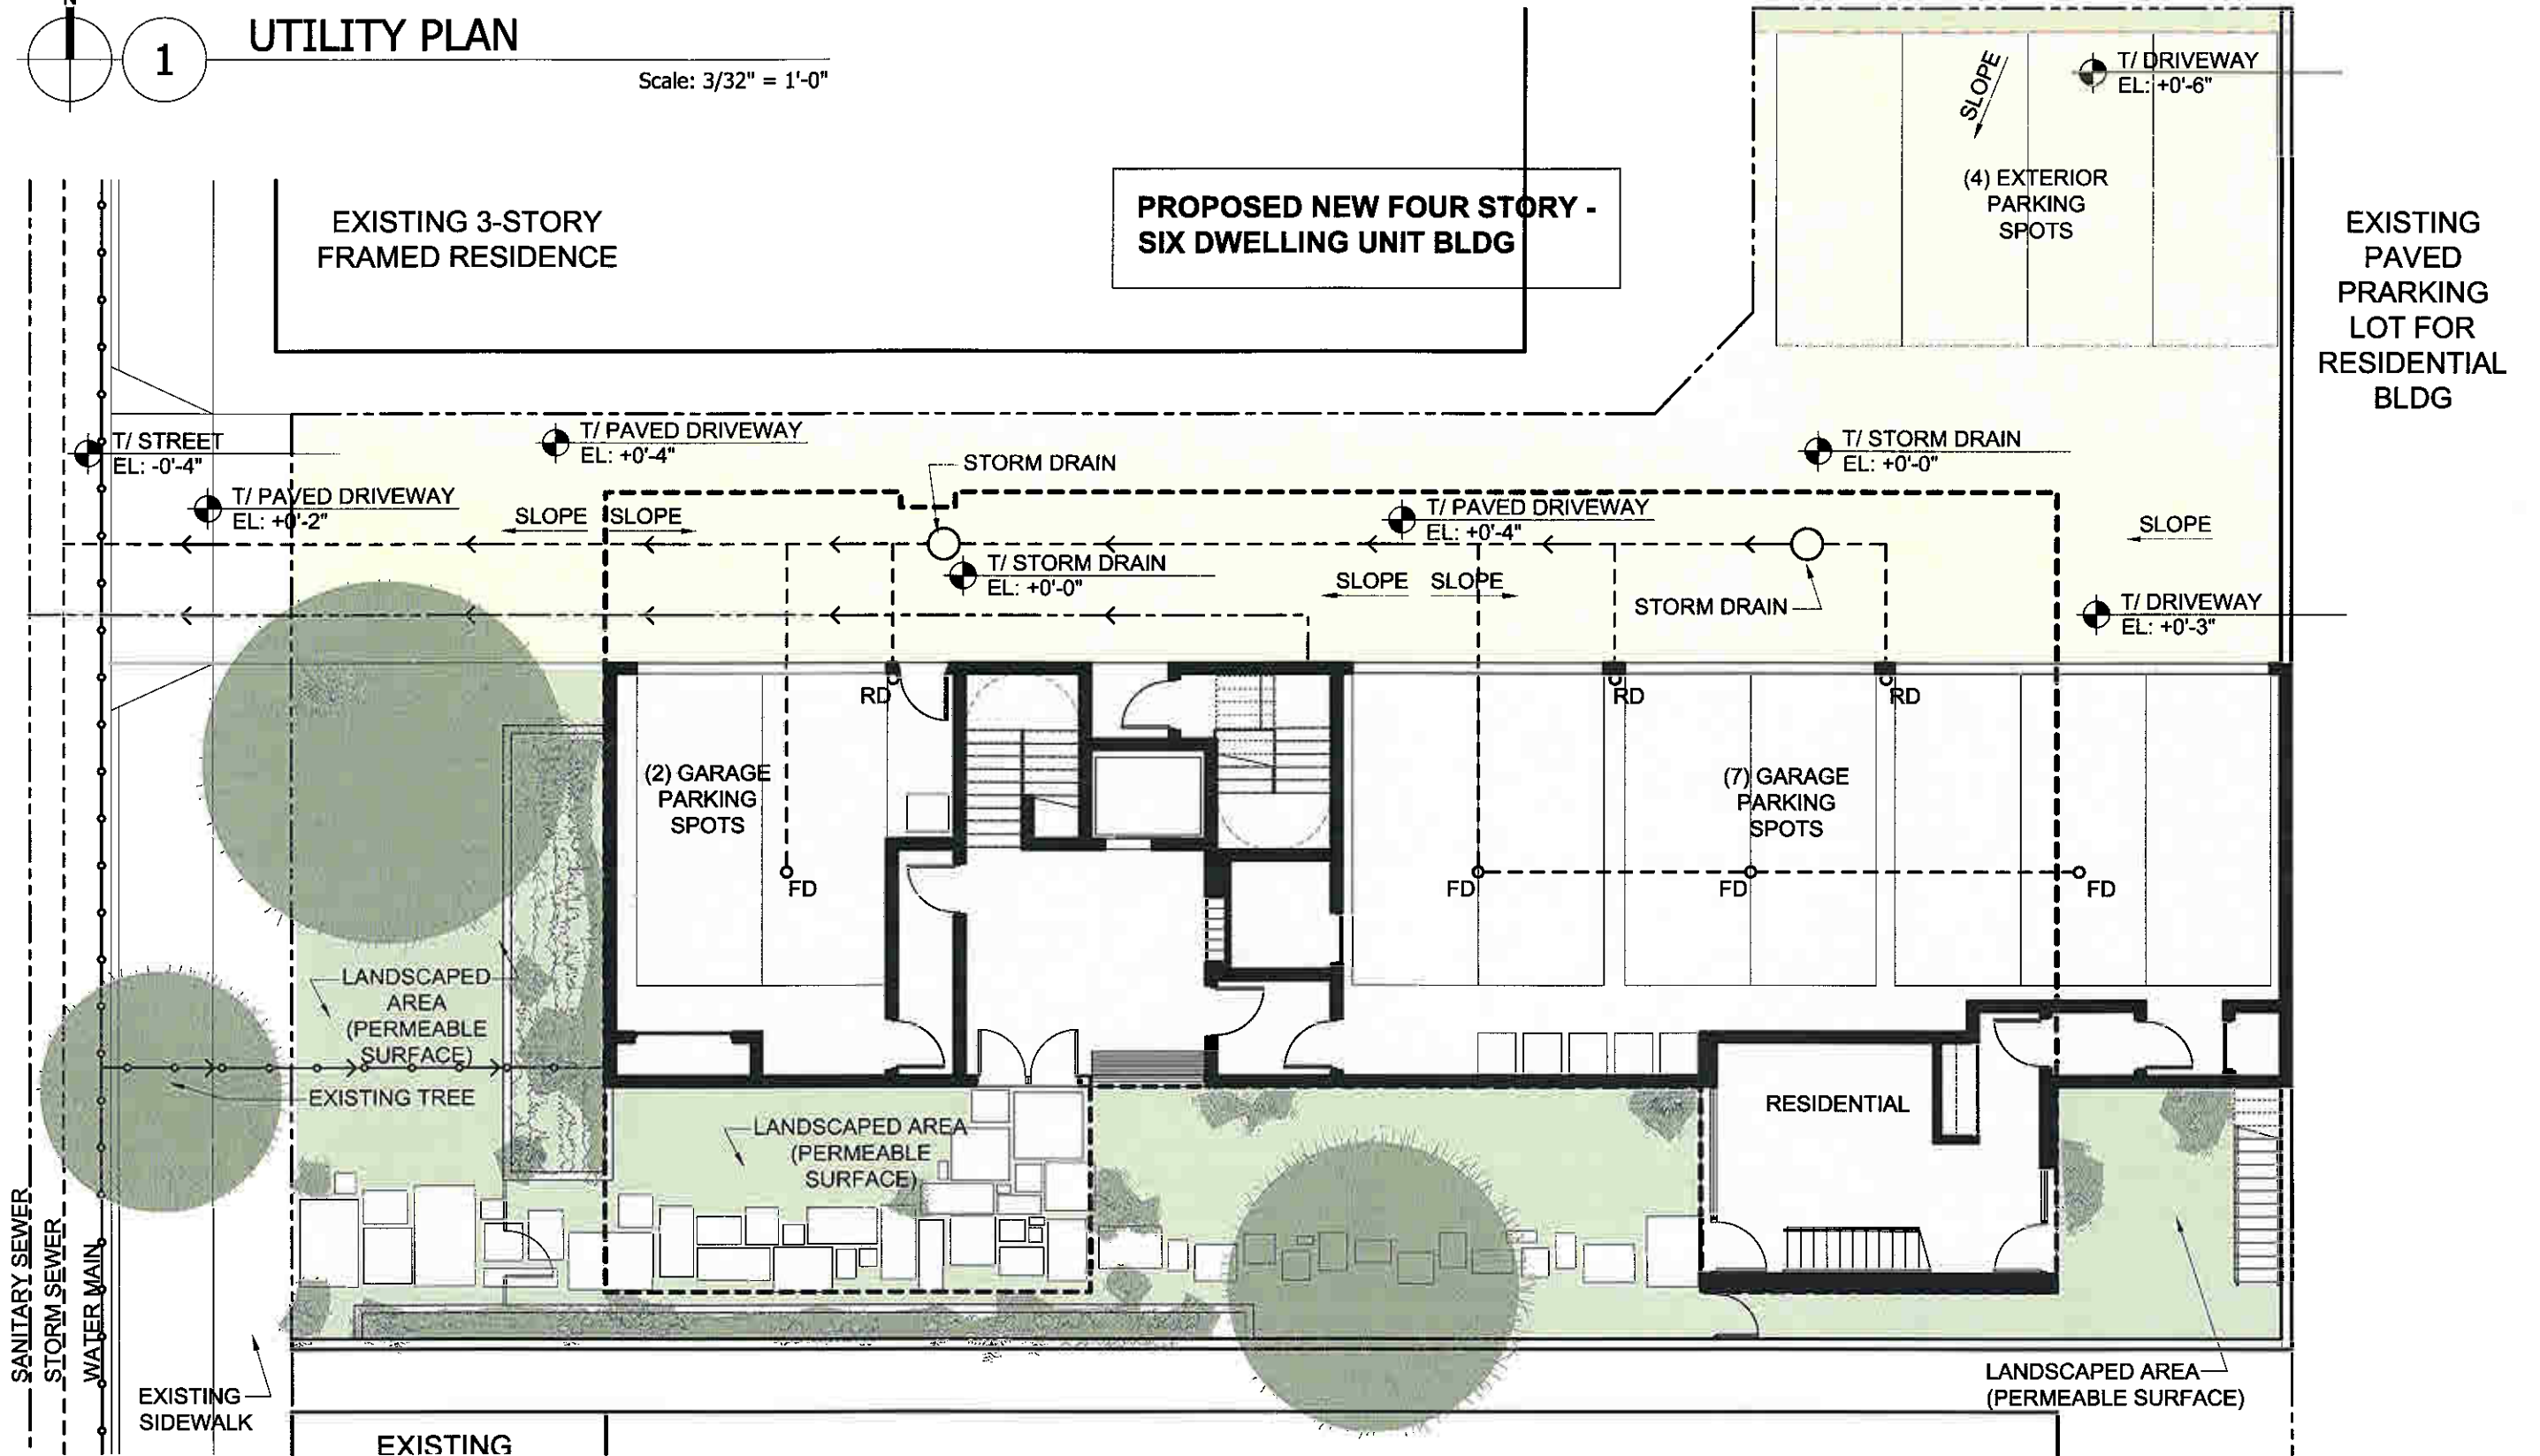 N
1
UTILITY PLAN
Scale: 3/32" = 1'-0"
EXISTING 3-STORY
FRAMED RESIDENCE
PROPOSED NEW FOUR STORY -
SIX DWELLING UNIT BLDG
SLOPE
T/ DRIVEWAY
EL: +0'-6"
(4) EXTERIOR
PARKING
SPOTS
EXISTING
PAVED
PRARKING
LOT FOR
RESIDENTIAL
BLDG
T/ STREET
EL: -0'-4"
T/ PAVED DRIVEWAY
EL: +0'-4"
STORM DRAIN
T/ STORM DRAIN
EL: +0'-0"
T/ PAVED DRIVEWAY
EL: +0'-2"
SLOPE
SLOPE
T/ PAVED DRIVEWAY
EL: +0'-4"
SLOPE
T/ STORM DRAIN
EL: +0'-0"
SLOPE
SLOPE
STORM DRAIN
T/ DRIVEWAY
EL: +0'-3"
RD
RD
RD
(2) GARAGE
PARKING
SPOTS
(7) GARAGE
PARKING
SPOTS
FD
FD
FD
FD
LANDSCAPED
AREA
(PERMEABLE
SURFACE)
EXISTING TREE
LANDSCAPED AREA
(PERMEABLE
SURFACE)
RESIDENTIAL
SANITARY SEWER
STORM SEWER
WATER MAIN
EXISTING
SIDEWALK
LANDSCAPED AREA
(PERMEABLE SURFACE)
EXISTING